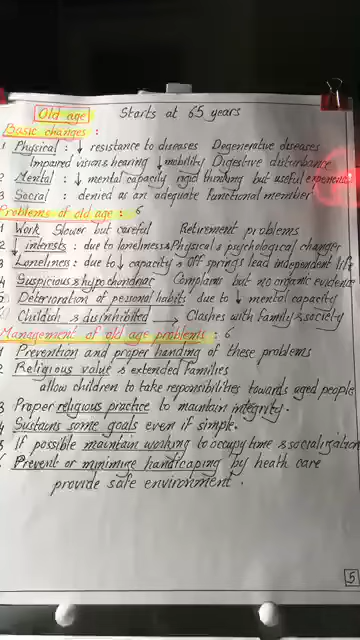 Old age Starts at 65 years
Basic changes :
1 Physical : ↓ resistance to diseases Degenerative diseases
Impaired vision & hearing ↓ mobility Digestive disturbance
2 Mental : ↓ mental capacity rigid thinking but useful experience
3 Social : denied as an adequate functional member
Problems of old age : 6
1 Work Slower but careful Retirement problems
2 ↓ interests : due to loneliness & Physical & psychological changes
3 Loneliness : due to ↓ capacity & off springs lead independent life
4 Suspicious & hypochondriac Complains but no organic evidence
5 Deterioration of personal habits due to ↓ mental capacity
6 Childish & disinhibited → Clashes with family & society
Management of old age problems : 6
1 Prevention and proper handing of these problems
2 Religious value & extended families
allow children to take responsibilities towards aged people
3 Proper religious practice to maintain integrity.
4 Sustains some goals even if simple.
5 If possible maintain working to occupy time & socialization
6 Prevent or minimize handicaping by heath care
provide safe environment.
5